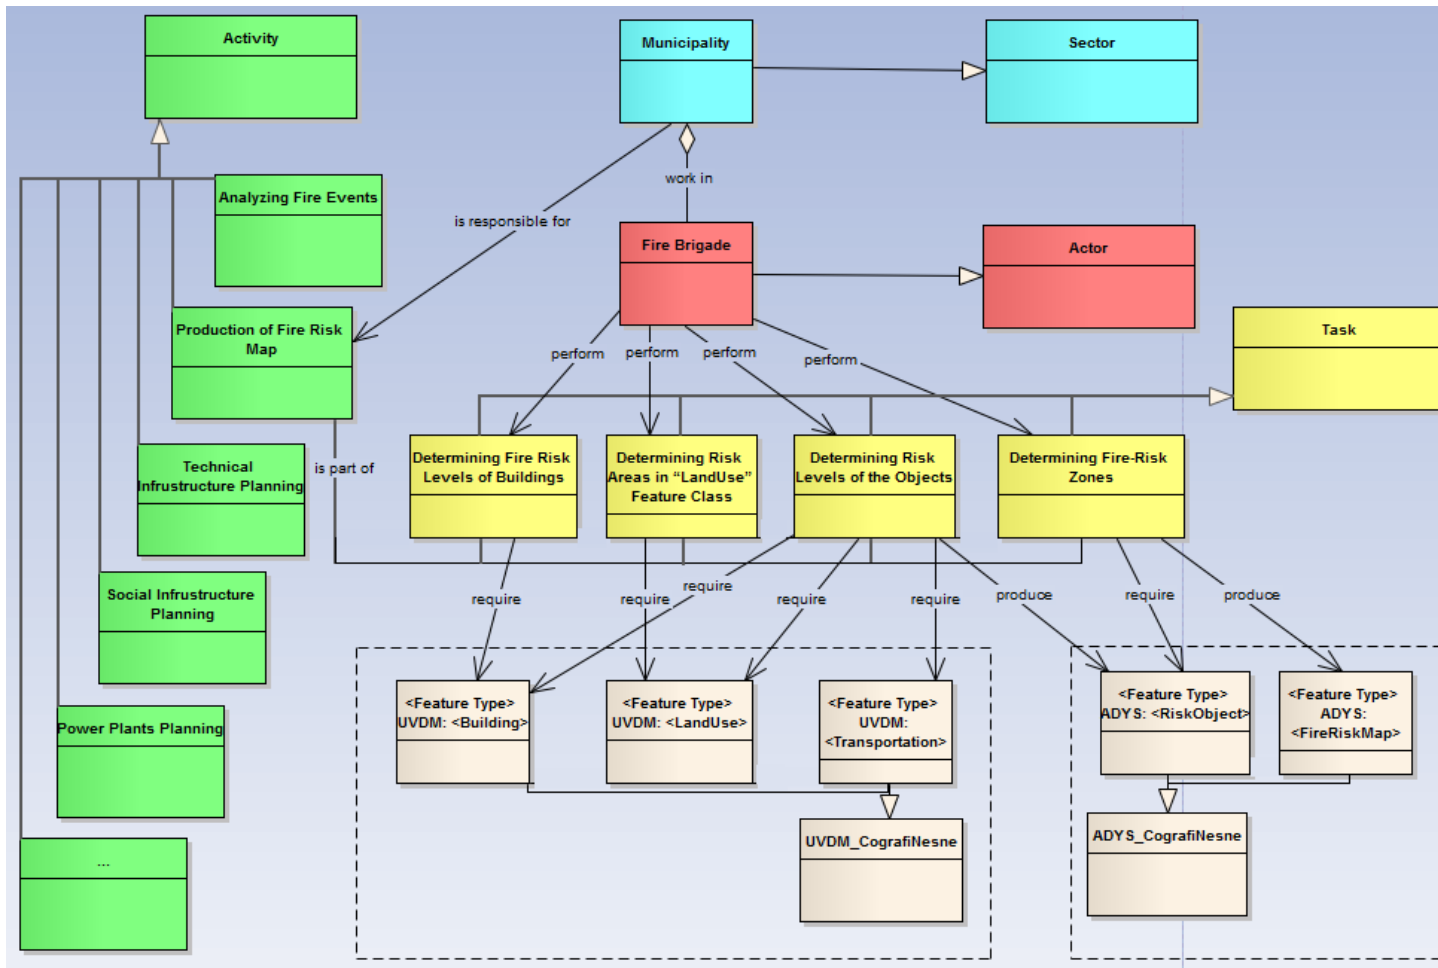 Activity
Municipality
Sector
work in
Analyzing Fire Events
is responsible for
Fire Brigade
Actor
Production of Fire Risk
Map
Task
perform
perform
perform
perform
Technical
Infrustructure Planning
is part of
Determining Fire Risk
Levels of Buildings
Determining Risk
Areas in “LandUse”
Feature Class
Determining Risk
Levels of the Objects
Determining Fire-Risk
Zones
Social Infrustructure
Planning
require
require
require
require
require
produce
require
produce
Power Plants Planning
<Feature Type>
UVDM: <Building>
<Feature Type>
UVDM: <LandUse>
<Feature Type>
UVDM:
<Transportation>
<Feature Type>
ADYS: <RiskObject>
<Feature Type>
ADYS:
<FireRiskMap>
...
UVDM_CografiNesne
ADYS_CografiNesne